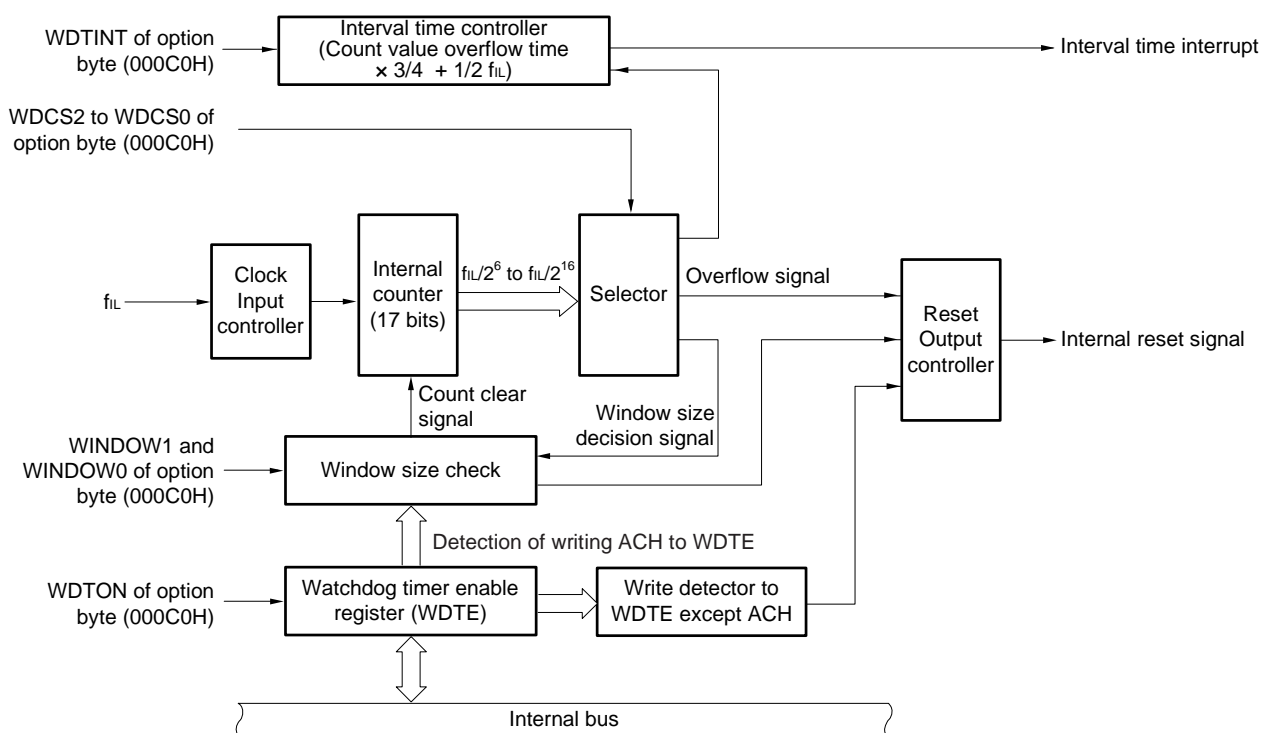 WDTINT of option
byte (000C0H)
Interval time controller
(Count value overflow time
× 3/4 + 1/2 fIL)
Interval time interrupt
WDCS2 to WDCS0 of
option byte (000C0H)
fIL
Clock
Input
controller
Internal
counter
(17 bits)
fIL/2⁶ to fIL/2¹⁶
Selector
Overflow signal
Reset
Output
controller
Internal reset signal
Count clear
signal
Window size
decision signal
WINDOW1 and
WINDOW0 of option
byte (000C0H)
Window size check
Detection of writing ACH to WDTE
WDTON of option
byte (000C0H)
Watchdog timer enable
register (WDTE)
Write detector to
WDTE except ACH
Internal bus